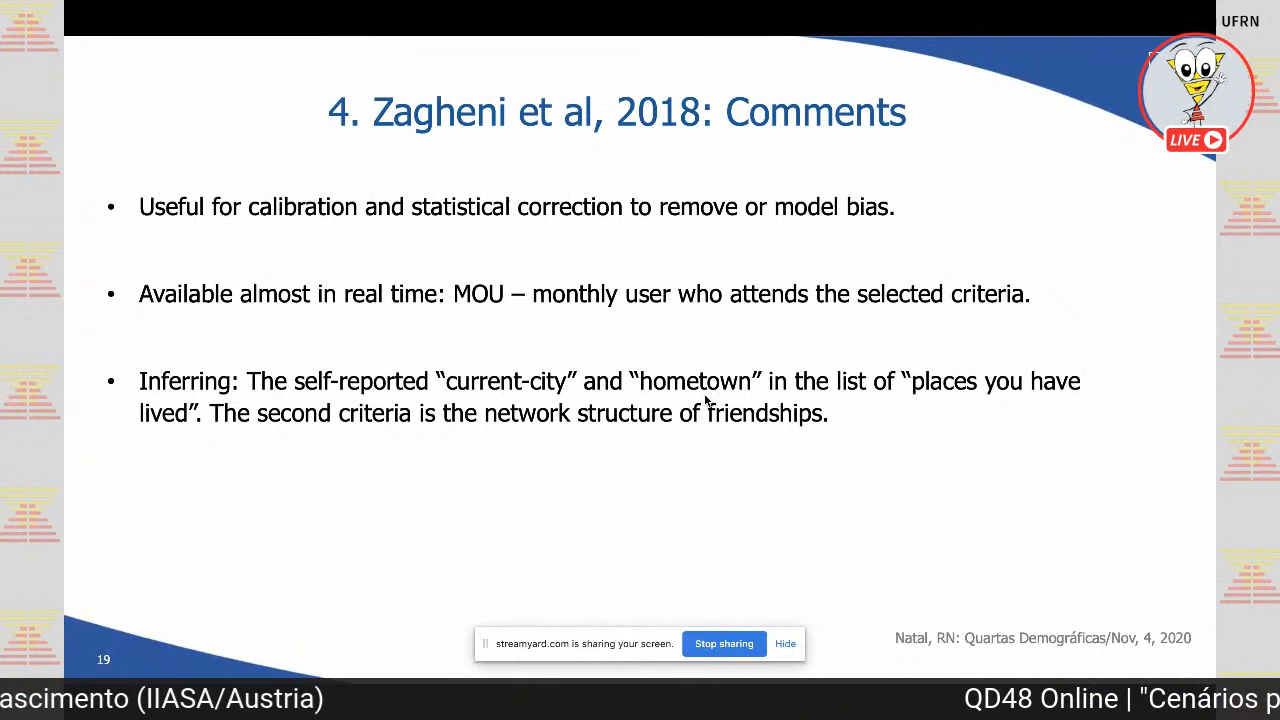 UFRN
LIVE
4. Zagheni et al, 2018: Comments
• Useful for calibration and statistical correction to remove or model bias.
• Available almost in real time: MOU – monthly user who attends the selected criteria.
• Inferring: The self-reported “current-city” and “hometown” in the list of “places you have
lived”. The second criteria is the network structure of friendships.
Natal, RN: Quartas Demográficas/Nov, 4, 2020
streamyard.com is sharing your screen. Stop sharing Hide
19
ascimento (IIASA/Austria) QD48 Online | "Cenários p